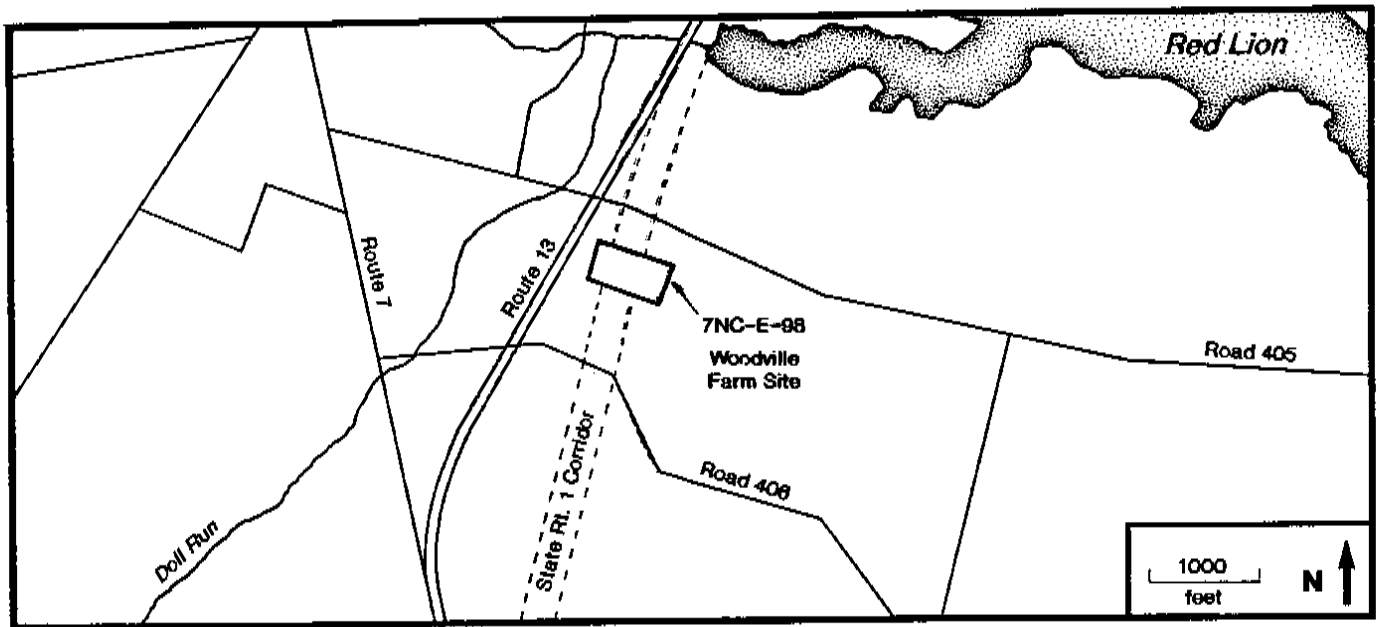 Red Lion
Route 7
Route 13
7NC-E-98
Woodville
Farm Site
Road 405
State Rt. 1 Corridor
Road 406
Doll Run
1000
feet
N